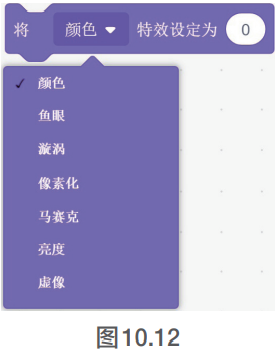 将 颜色 特效设定为 0
✓ 颜色
鱼眼
漩涡
像素化
马赛克
亮度
虚像
图10.12